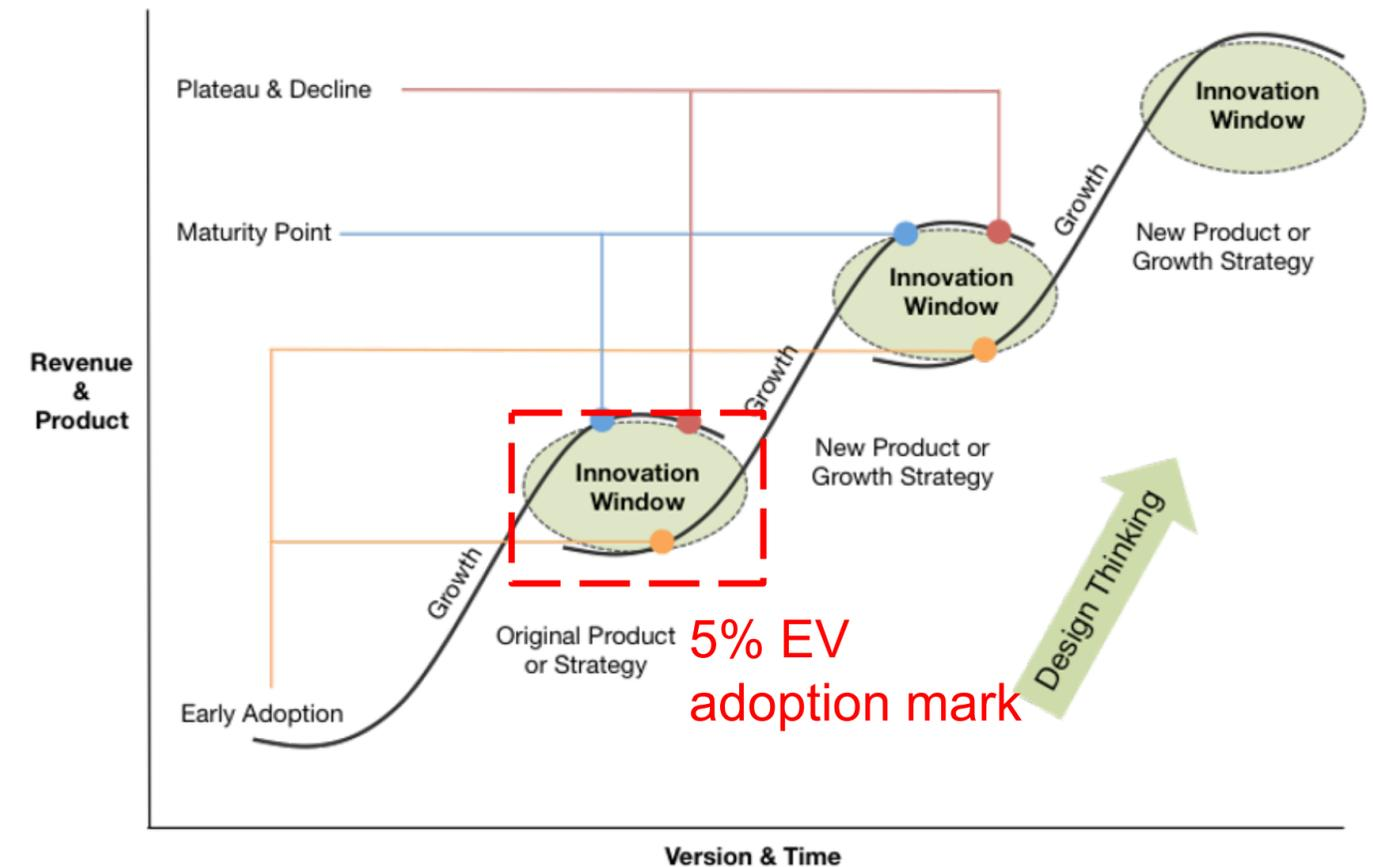 Plateau & Decline
Innovation
Window
Growth
Maturity Point
New Product or
Growth Strategy
Innovation
Window
Revenue
&
Product
Growth
New Product or
Growth Strategy
Innovation
Window
Growth
Design Thinking
Original Product
or Strategy
5% EV
adoption mark
Early Adoption
Version & Time